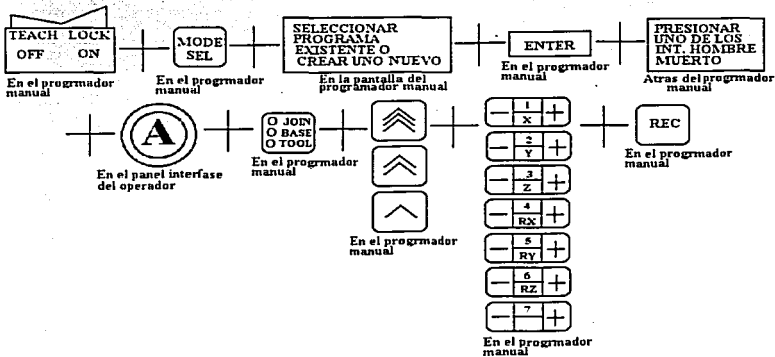 TEACH LOCK
OFF ON
En el progrmador
manual
MODE
SEL
En el progrmador
manual
SELECCIONAR
PROGRAMA
EXISTENTE O
CREAR UNO NUEVO
En la pantalla del
programador manual
ENTER
En el progrmador
manual
PRESIONAR
UNO DE LOS
INT. HOMBRE
MUERTO
Atras del progrmador
manual
A
En el panel interfase
del operador
O JOIN
O BASE
O TOOL
En el progrmador
manual
En el progrmador
manual
− 1 +
X
− 2 +
Y
− 3 +
Z
− 4 +
RX
− 5 +
RY
− 6 +
RZ
− 7 +
En el progrmador
manual
REC
En el progrmador
manual